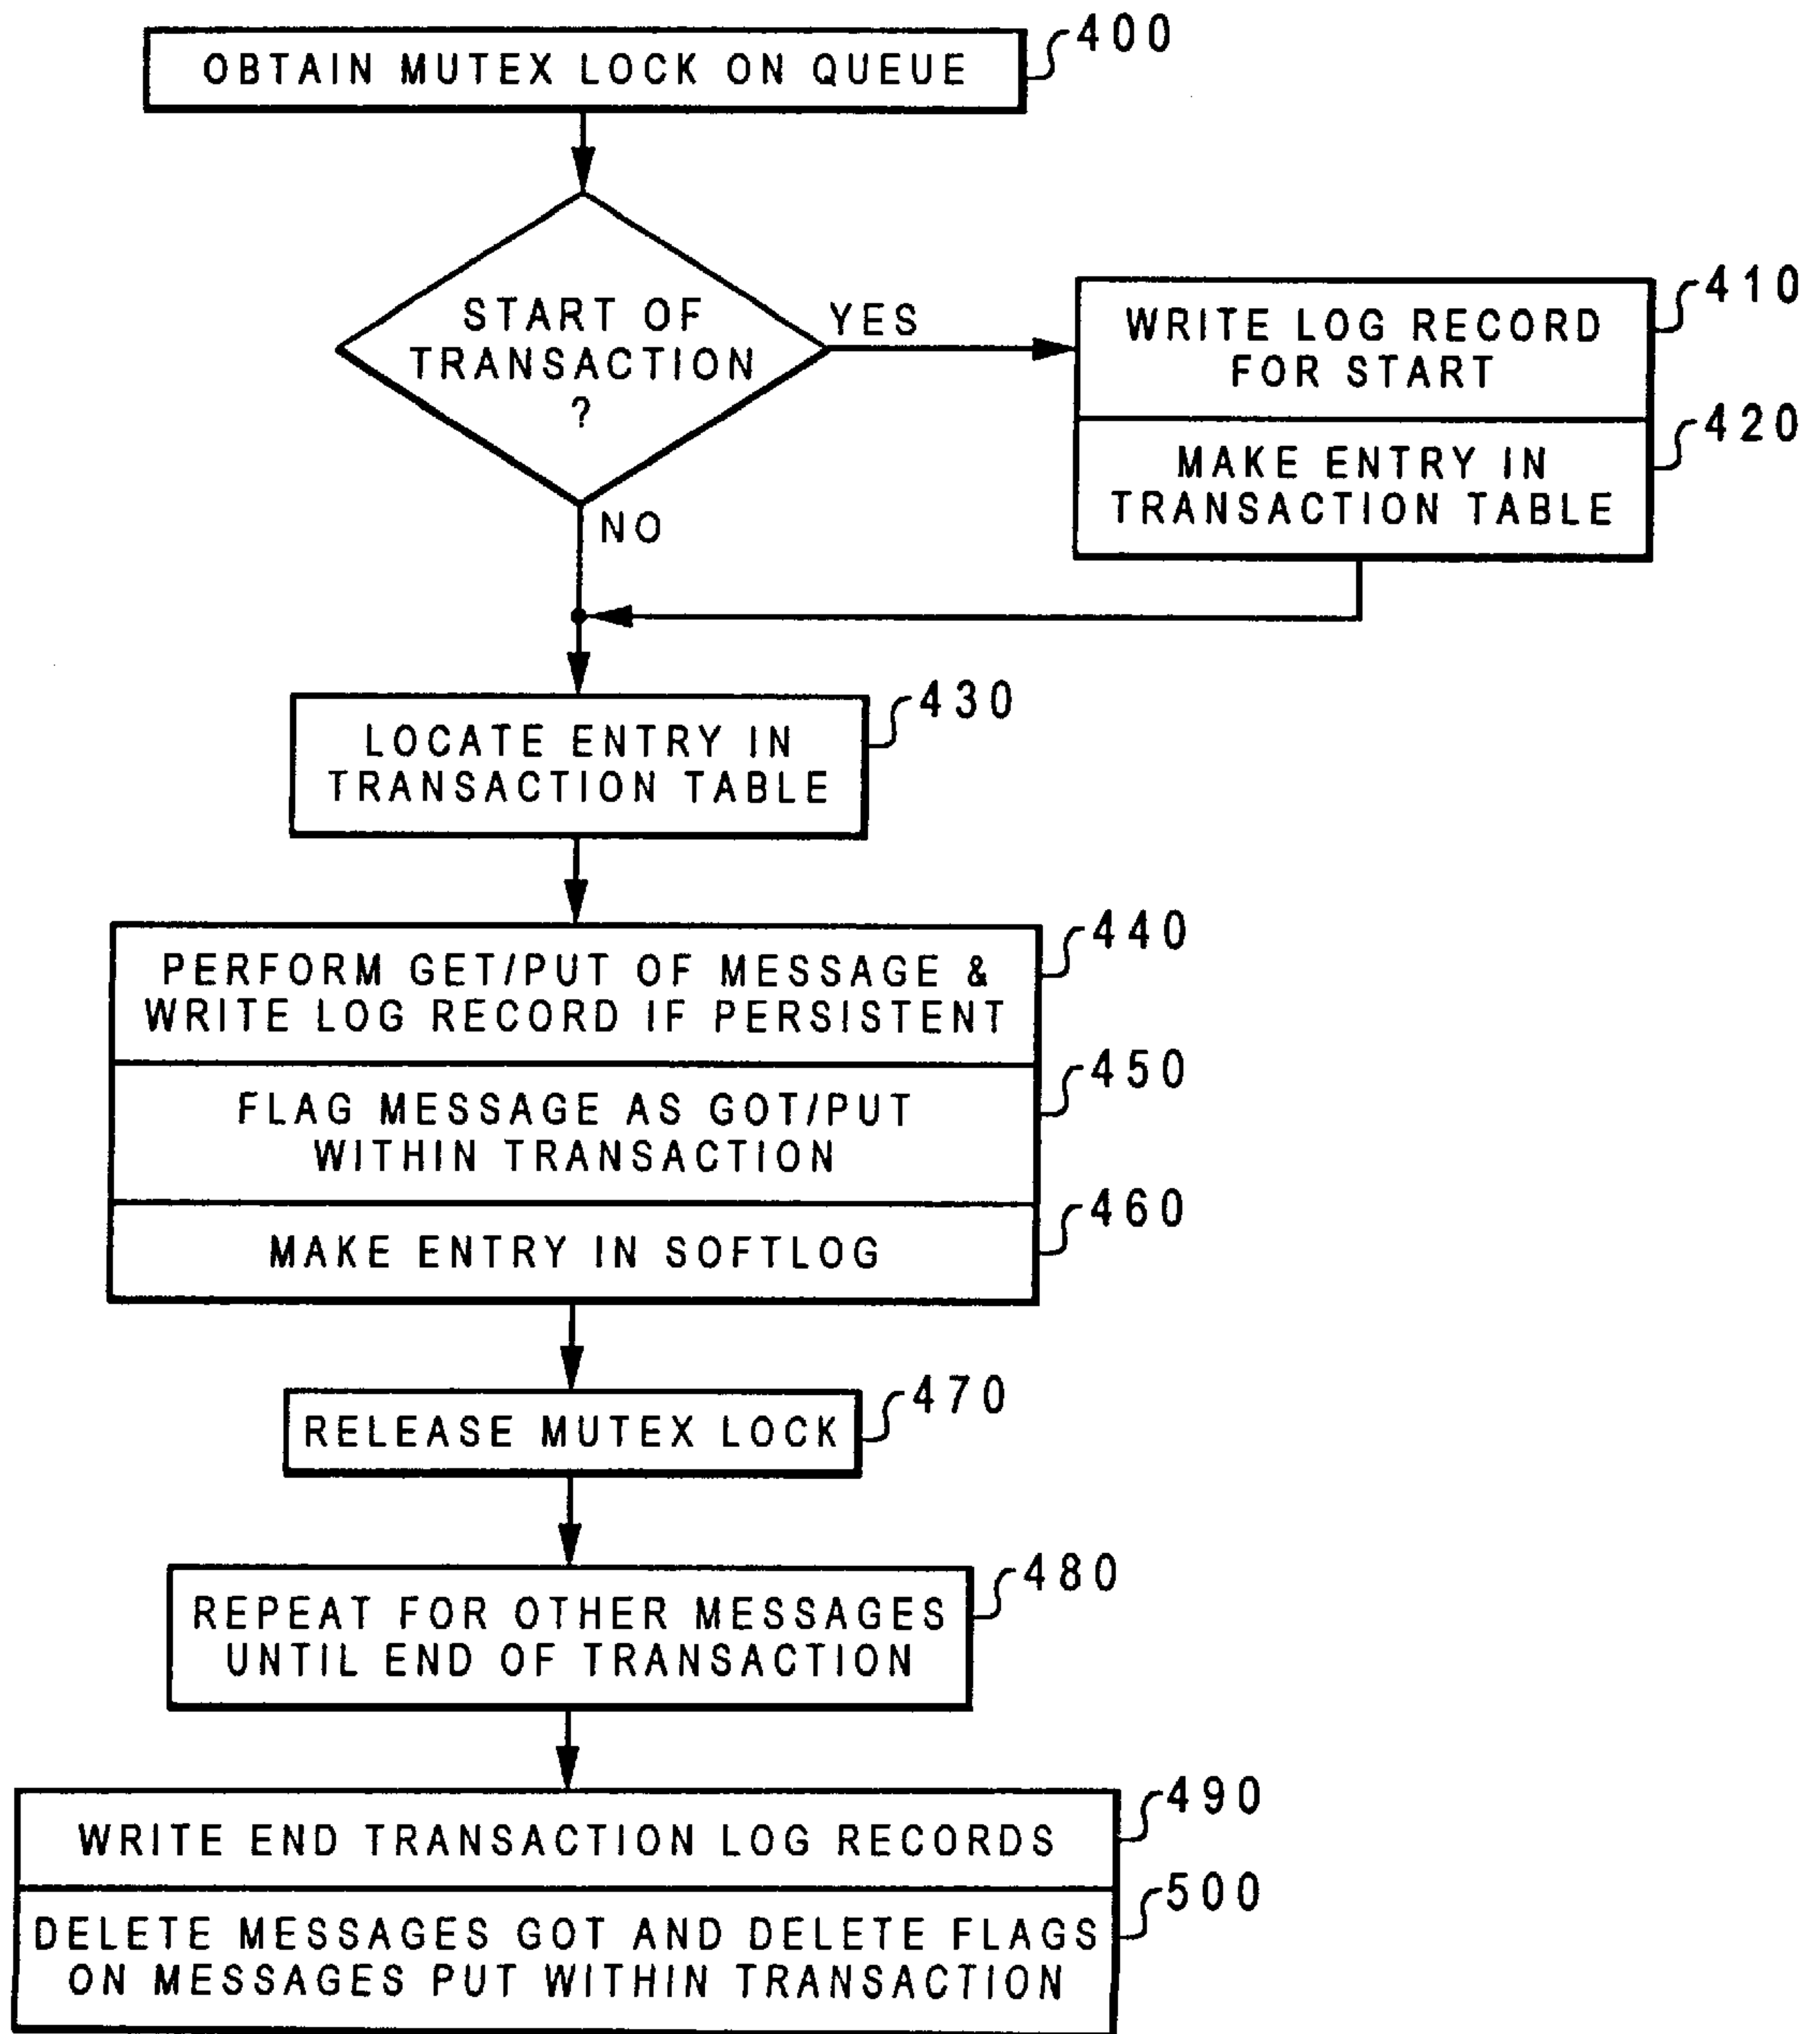 OBTAIN MUTEX LOCK ON QUEUE
400
START OF
TRANSACTION
?
YES
NO
WRITE LOG RECORD
FOR START
410
MAKE ENTRY IN
TRANSACTION TABLE
420
LOCATE ENTRY IN
TRANSACTION TABLE
430
PERFORM GET/PUT OF MESSAGE &
WRITE LOG RECORD IF PERSISTENT
440
FLAG MESSAGE AS GOT/PUT
WITHIN TRANSACTION
450
MAKE ENTRY IN SOFTLOG
460
RELEASE MUTEX LOCK
470
REPEAT FOR OTHER MESSAGES
UNTIL END OF TRANSACTION
480
WRITE END TRANSACTION LOG RECORDS
490
DELETE MESSAGES GOT AND DELETE FLAGS
ON MESSAGES PUT WITHIN TRANSACTION
500